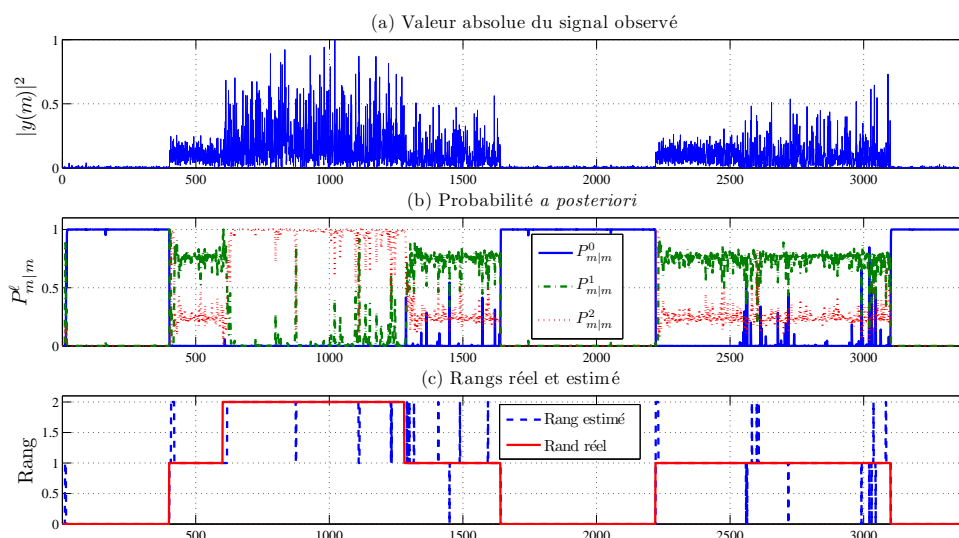 (a) Valeur absolue du signal observé
|y(m)|²
1
0.5
0
0 500 1000 1500 2000 2500 3000
(b) Probabilité a posteriori
P^ℓ_{m|m}
1
0.5
0
P^0_{m|m}
P^1_{m|m}
P^2_{m|m}
500 1000 1500 2000 2500 3000
(c) Rangs réel et estimé
Rang
2
1.5
1
0.5
0
Rang estimé
Rand réel
500 1000 1500 2000 2500 3000